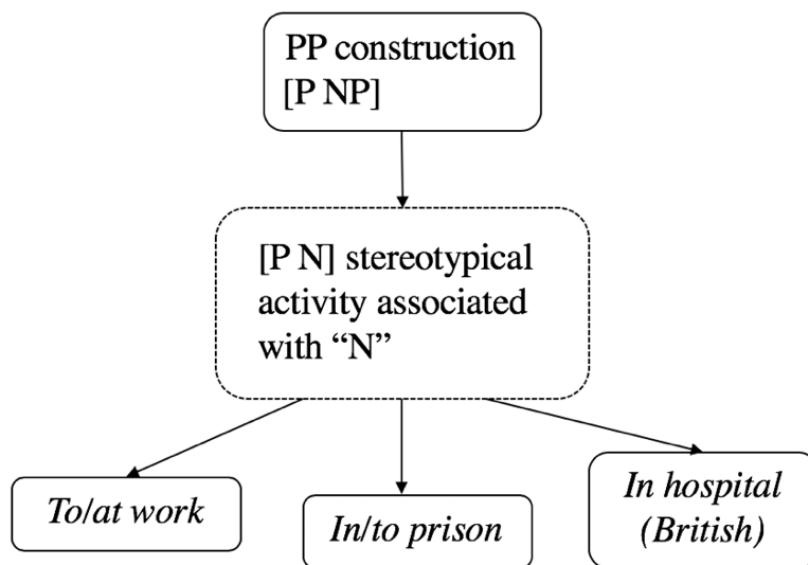 PP construction
[P NP]
[P N] stereotypical
activity associated
with “N”
To/at work
In/to prison
In hospital
(British)